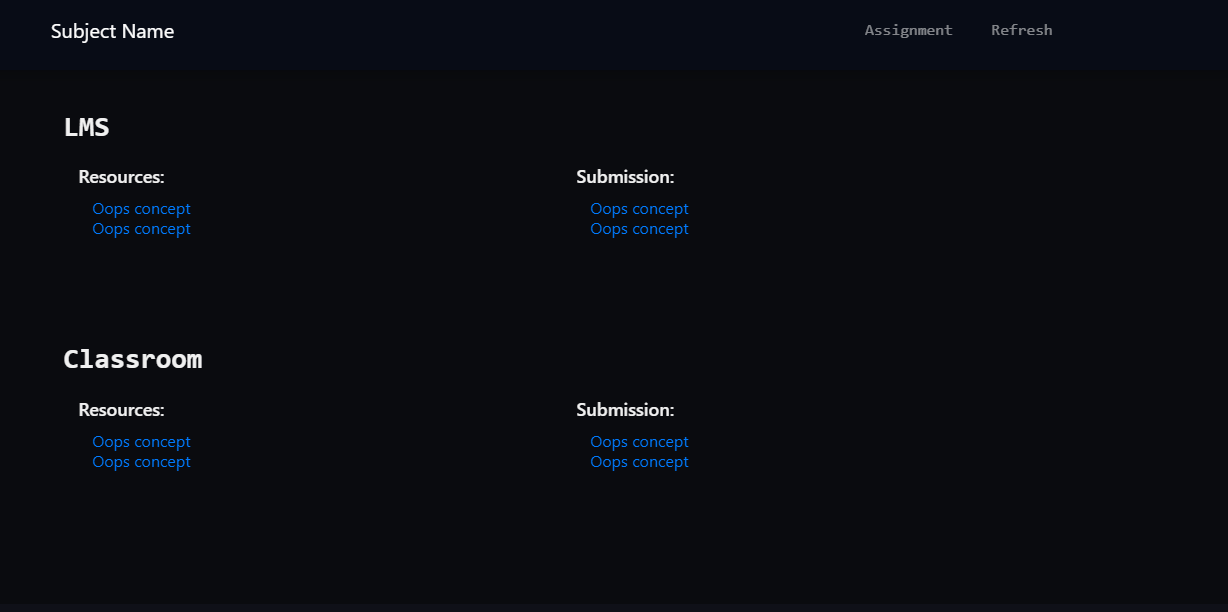 Subject Name Assignment Refresh
LMS
Resources: Submission:
Oops concept Oops concept
Oops concept Oops concept
Classroom
Resources: Submission:
Oops concept Oops concept
Oops concept Oops concept